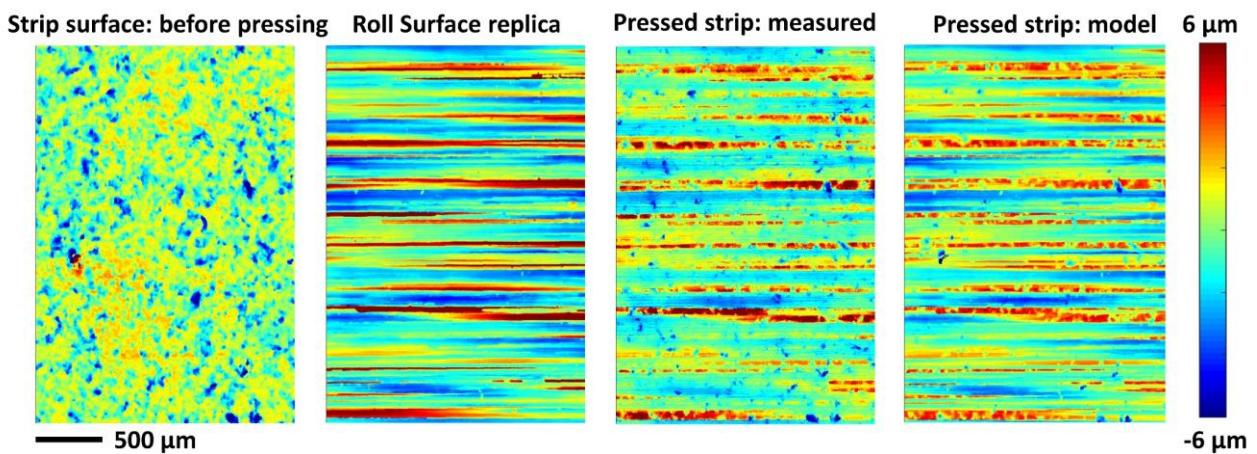 Strip surface: before pressing
Roll Surface replica
Pressed strip: measured
Pressed strip: model
6 µm
500 µm
-6 µm